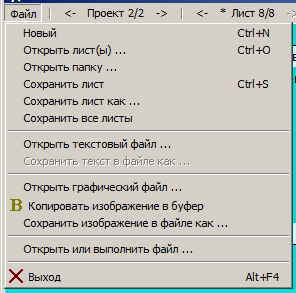 Файл <- Проект 2/2 -> <- * Лист 8/8 ->
Новый Ctrl+N
Открыть лист(ы) ... Ctrl+O
Открыть папку ...
Сохранить лист Ctrl+S
Сохранить лист как ...
Сохранить все листы
Открыть текстовый файл ...
Сохранить текст в файле как ...
Открыть графический файл ...
B Копировать изображение в буфер
Сохранить изображение в файле как ...
Открыть или выполнить файл ...
Выход Alt+F4